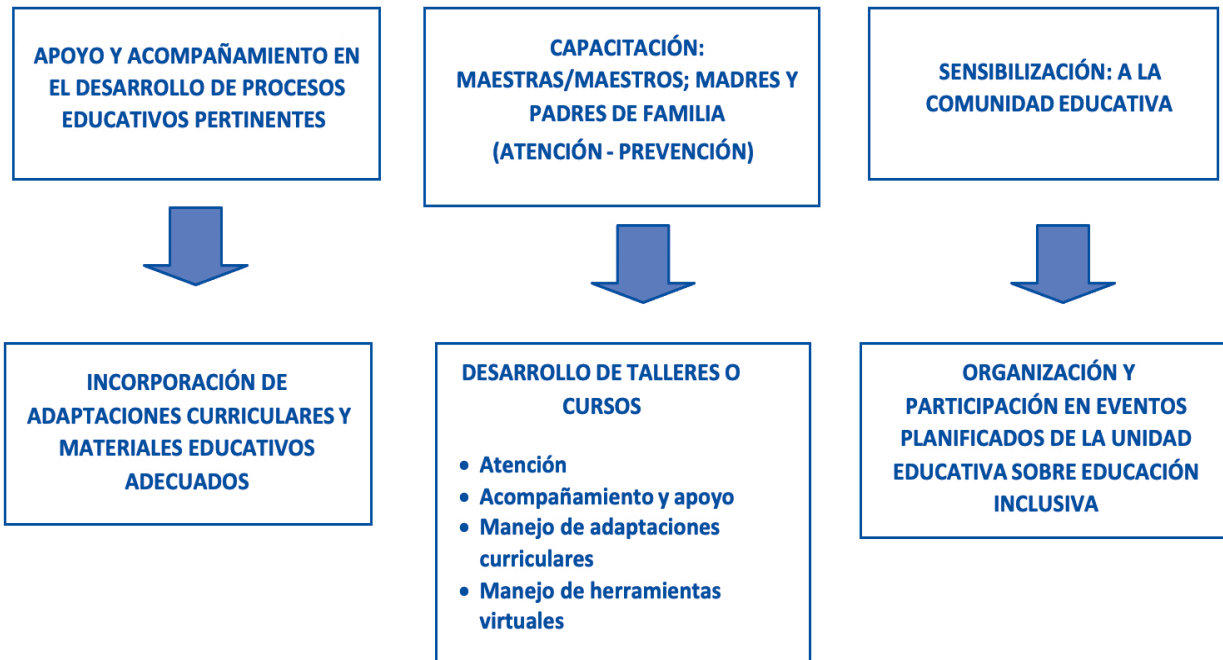 APOYO Y ACOMPAÑAMIENTO EN
EL DESARROLLO DE PROCESOS
EDUCATIVOS PERTINENTES
CAPACITACIÓN:
MAESTRAS/MAESTROS; MADRES Y
PADRES DE FAMILIA
(ATENCIÓN - PREVENCIÓN)
SENSIBILIZACIÓN: A LA
COMUNIDAD EDUCATIVA
INCORPORACIÓN DE
ADAPTACIONES CURRICULARES Y
MATERIALES EDUCATIVOS
ADECUADOS
DESARROLLO DE TALLERES O
CURSOS
• Atención
• Acompañamiento y apoyo
• Manejo de adaptaciones
curriculares
• Manejo de herramientas
virtuales
ORGANIZACIÓN Y
PARTICIPACIÓN EN EVENTOS
PLANIFICADOS DE LA UNIDAD
EDUCATIVA SOBRE EDUCACIÓN
INCLUSIVA